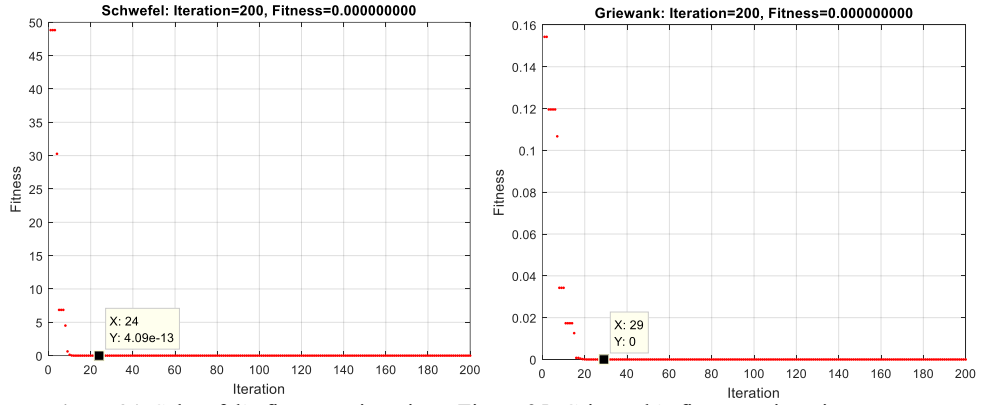 Schwefel: Iteration=200, Fitness=0.000000000
50
45
40
35
30
25
20
15
10
5
0
Fitness
X: 24
Y: 4.09e-13
0 20 40 60 80 100 120 140 160 180 200
Iteration
Griewank: Iteration=200, Fitness=0.000000000
0.16
0.14
0.12
0.1
0.08
0.06
0.04
0.02
0
Fitness
X: 29
Y: 0
0 20 40 60 80 100 120 140 160 180 200
Iteration